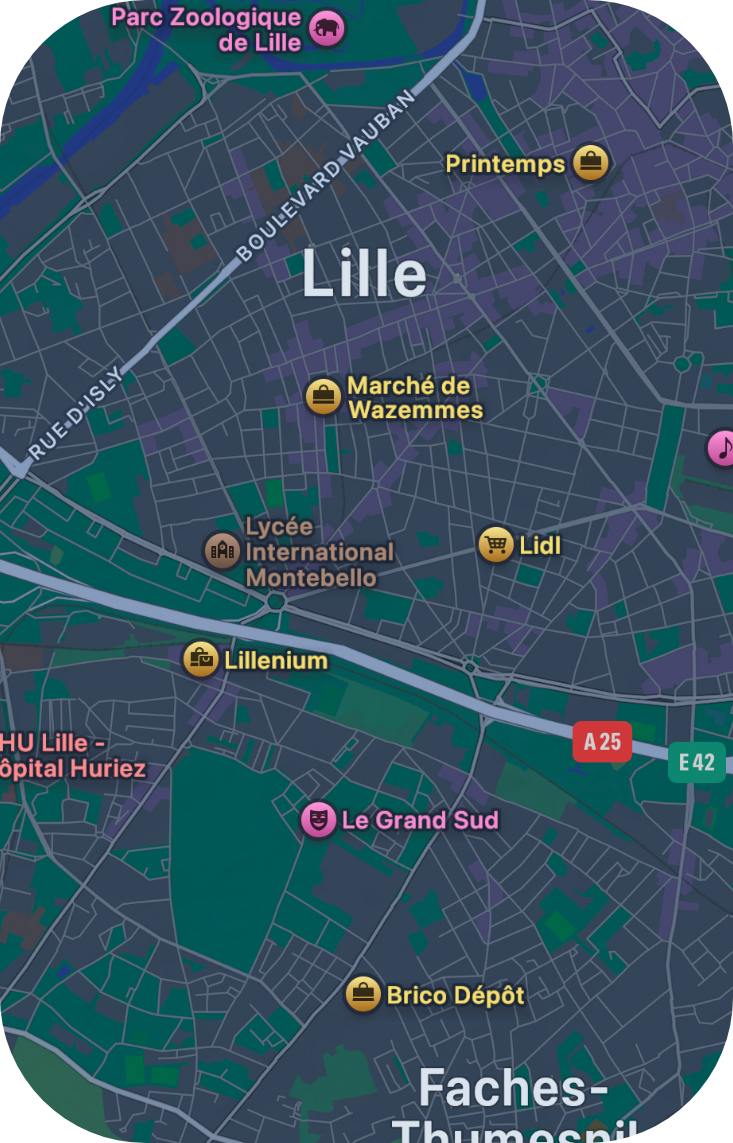 Parc Zoologique
de Lille
BOULEVARD VAUBAN
Printemps
Lille
RUE D'ISLY
Marché de
Wazemmes
Lycée
International
Montebello
Lidl
Lillenium
A 25
E 42
HU Lille -
ôpital Huriez
Le Grand Sud
Brico Dépôt
Faches-
Thumesnil